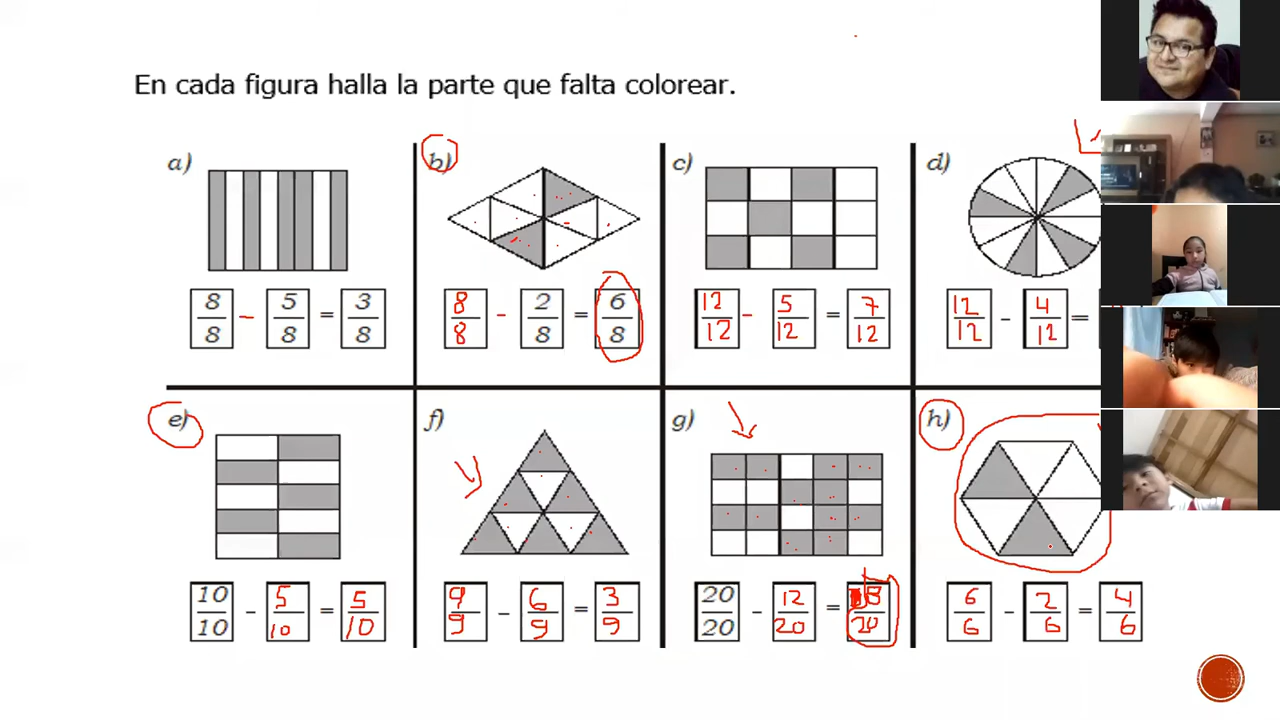 En cada figura halla la parte que falta colorear.
a) b) c) d)
8/8 - 5/8 = 3/8
8/8 - 2/8 = 6/8
12/12 - 5/12 = 7/12
12/12 - 4/12 =
e) f) g) h)
10/10 - 5/10 = 5/10
9/9 - 6/9 = 3/9
20/20 - 12/20 = 8/20
6/6 - 2/6 = 4/6